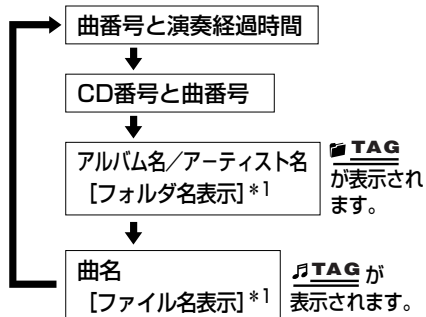 曲番号と演奏経過時間
CD番号と曲番号
アルバム名／アーティスト名
［フォルダ名表示］*1
TAG
が表示され
ます。
曲名
［ファイル名表示］*1
TAG が
表示されます。